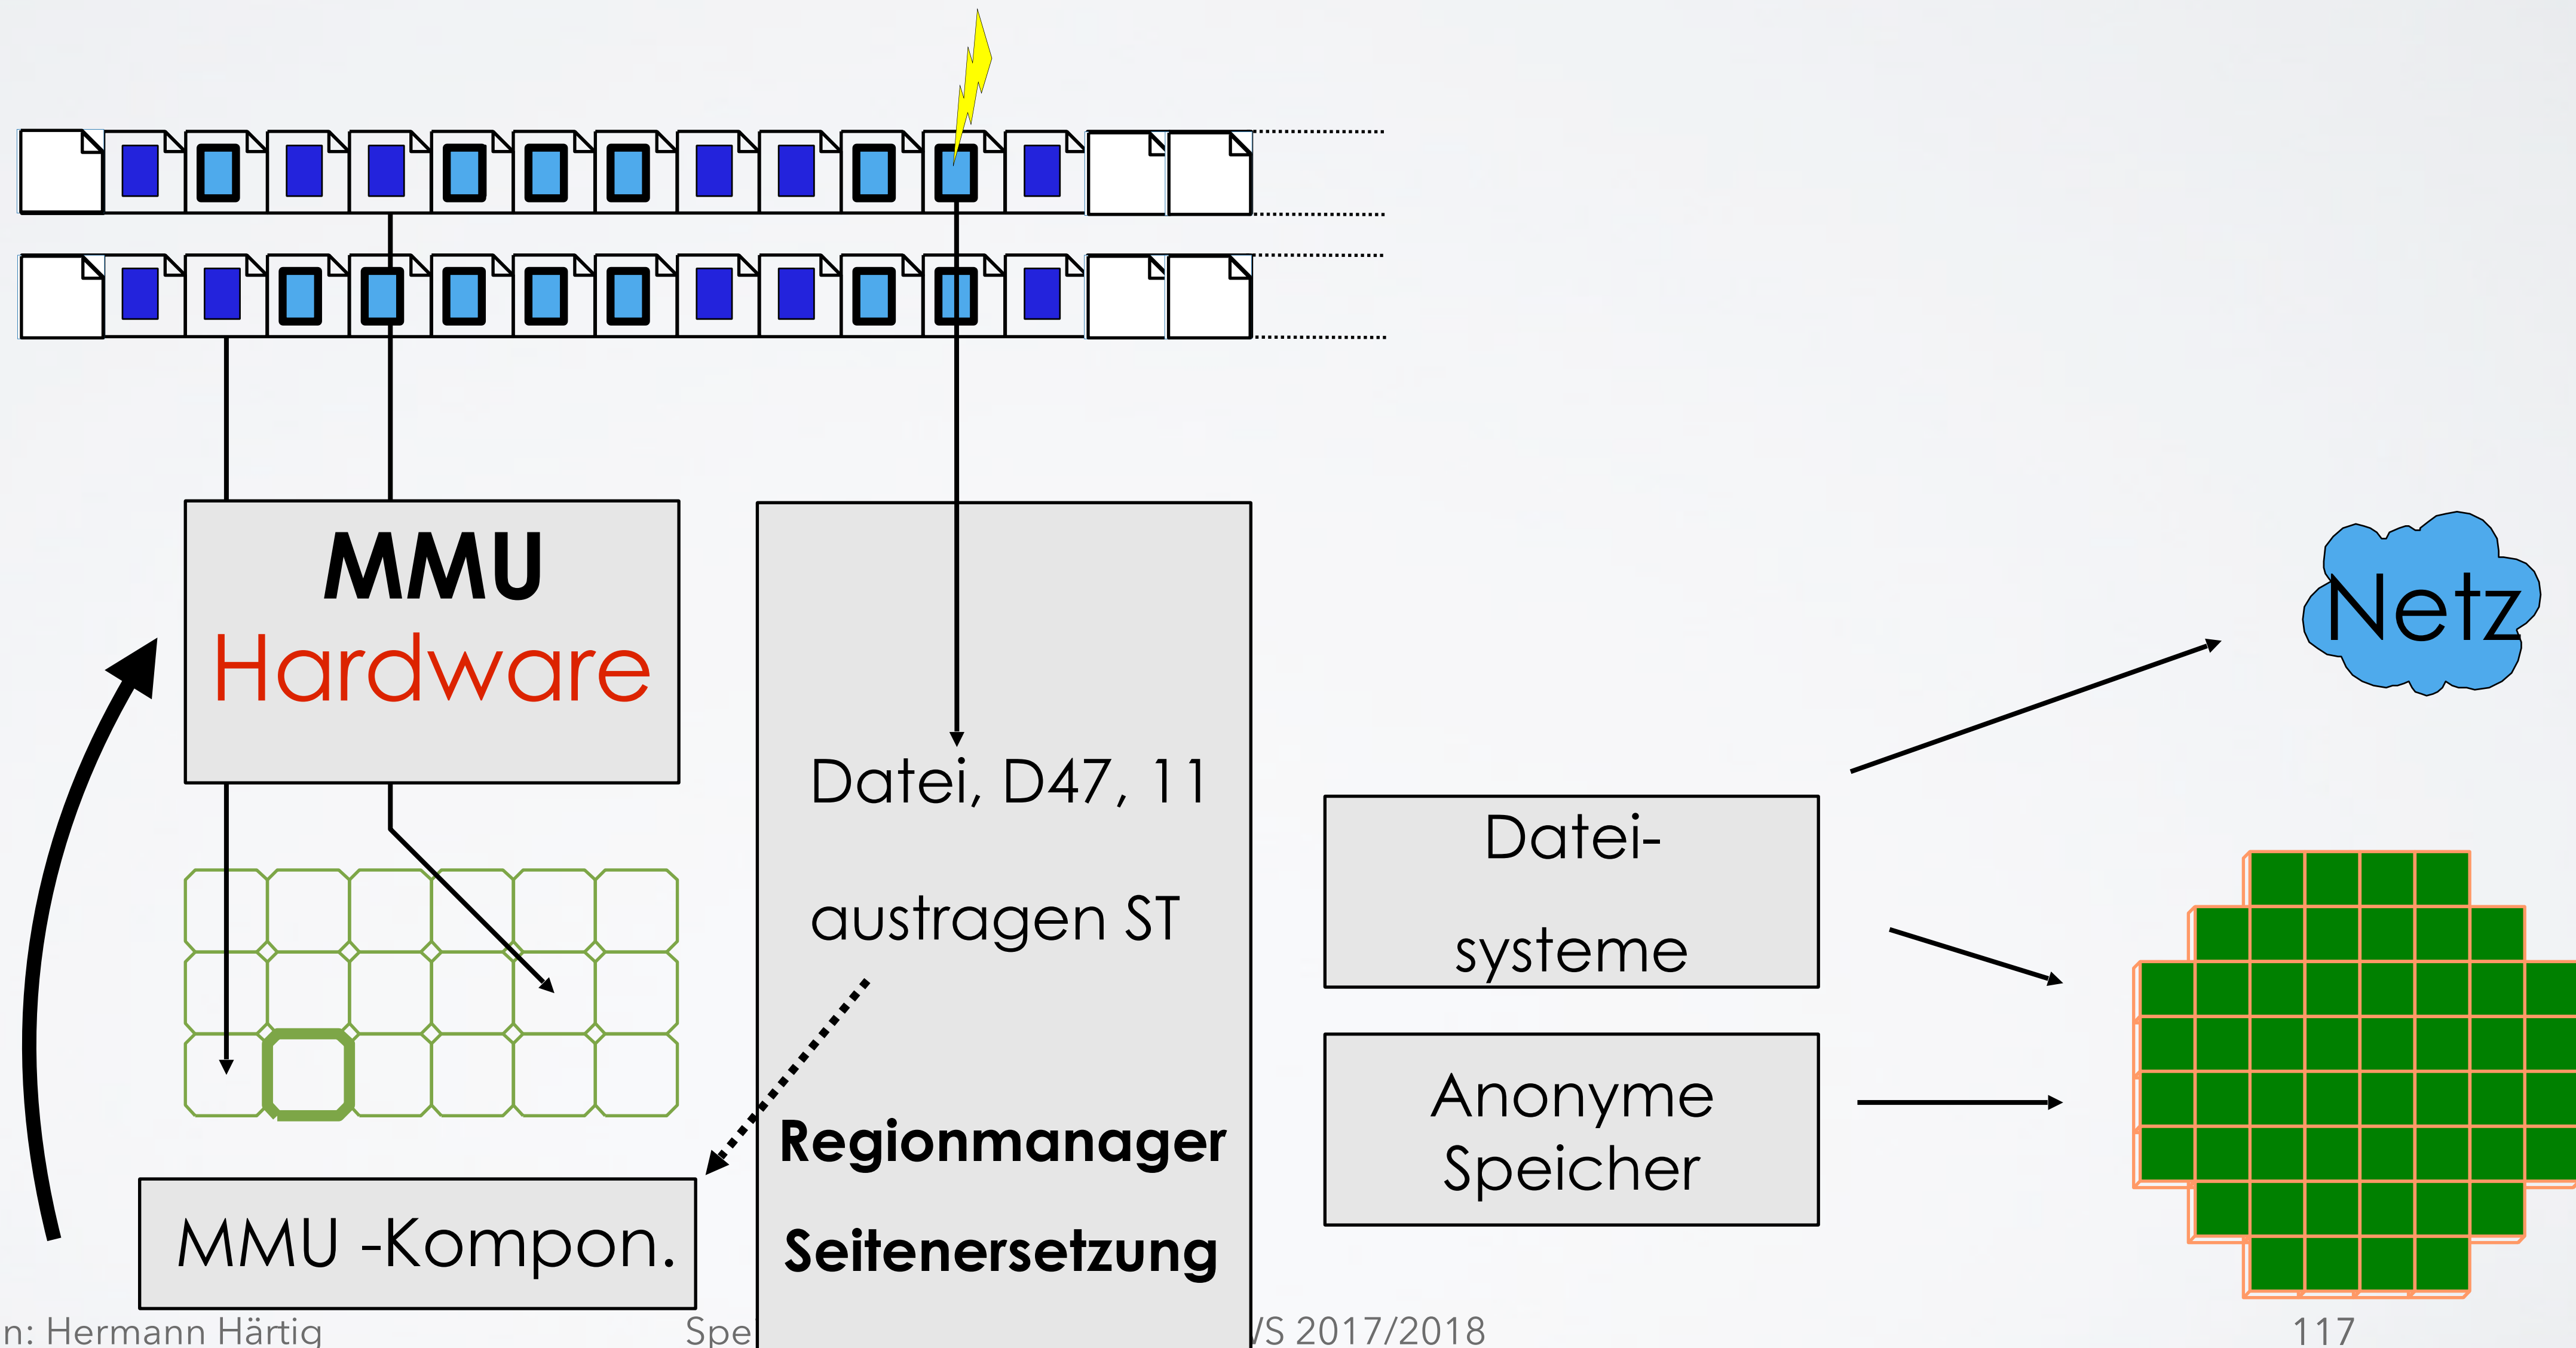 MMU
Hardware
Netz
Datei, D47, 11
austragen ST
Datei-
systeme
Anonyme
Speicher
Regionmanager
Seitenersetzung
MMU -Kompon.
n: Hermann Härtig
Spe
WS 2017/2018
117